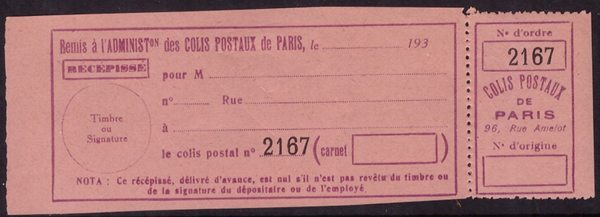 Remis à l'ADMINISTon des COLIS POSTAUX de PARIS, le 193
RÉCÉPISSÉ
pour M
n° Rue
Timbre
ou
Signature
à
le colis postal n° 2167 (carnet )
NOTA : Ce récépissé, délivré d'avance, est nul s'il n'est pas revêtu du timbre ou
de la signature du dépositaire ou de l'employé.
N° d'ordre
2167
COLIS POSTAUX
DE
PARIS
96, Rue Amelot
N° d'origine